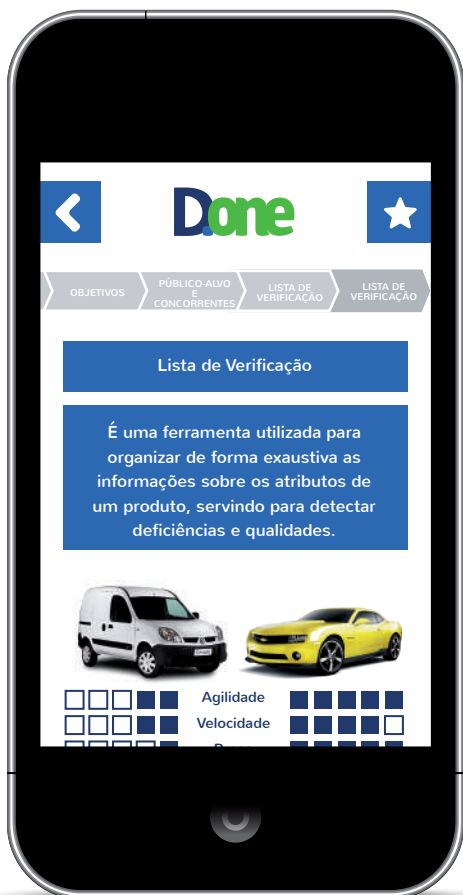 D.one
OBJETIVOS
PÚBLICO-ALVO
E
CONCORRENTES
LISTA DE
VERIFICAÇÃO
LISTA DE
VERIFICAÇÃO
Lista de Verificação
É uma ferramenta utilizada para
organizar de forma exaustiva as
informações sobre os atributos de
um produto, servindo para detectar
deficiências e qualidades.
Agilidade
Velocidade